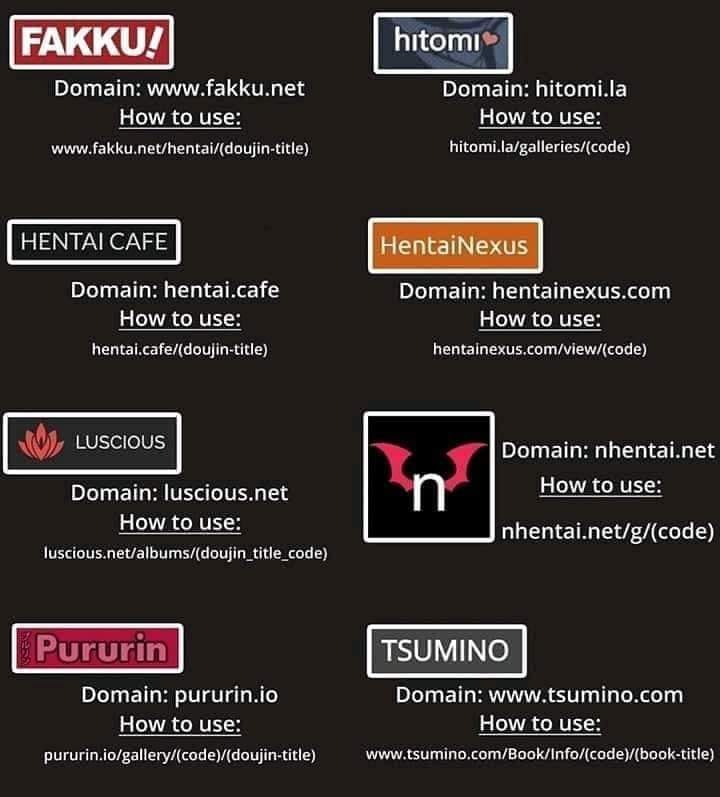 FAKKU!
Domain: www.fakku.net
How to use:
www.fakku.net/hentai/(doujin-title)
hitomi
Domain: hitomi.la
How to use:
hitomi.la/galleries/(code)
HENTAI CAFE
Domain: hentai.cafe
How to use:
hentai.cafe/(doujin-title)
HentaiNexus
Domain: hentainexus.com
How to use:
hentainexus.com/view/(code)
LUSCIOUS
Domain: luscious.net
How to use:
luscious.net/albums/(doujin_title_code)
n
Domain: nhentai.net
How to use:
nhentai.net/g/(code)
Pururin
Domain: pururin.io
How to use:
pururin.io/gallery/(code)/(doujin-title)
TSUMINO
Domain: www.tsumino.com
How to use:
www.tsumino.com/Book/Info/(code)/(book-title)